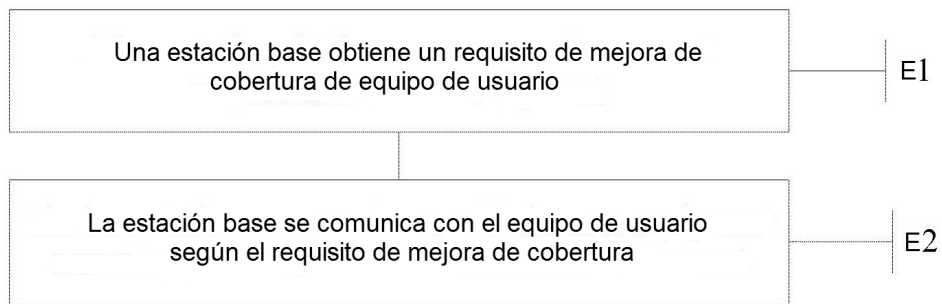 Una estación base obtiene un requisito de mejora de
cobertura de equipo de usuario
E1
La estación base se comunica con el equipo de usuario
según el requisito de mejora de cobertura
E2